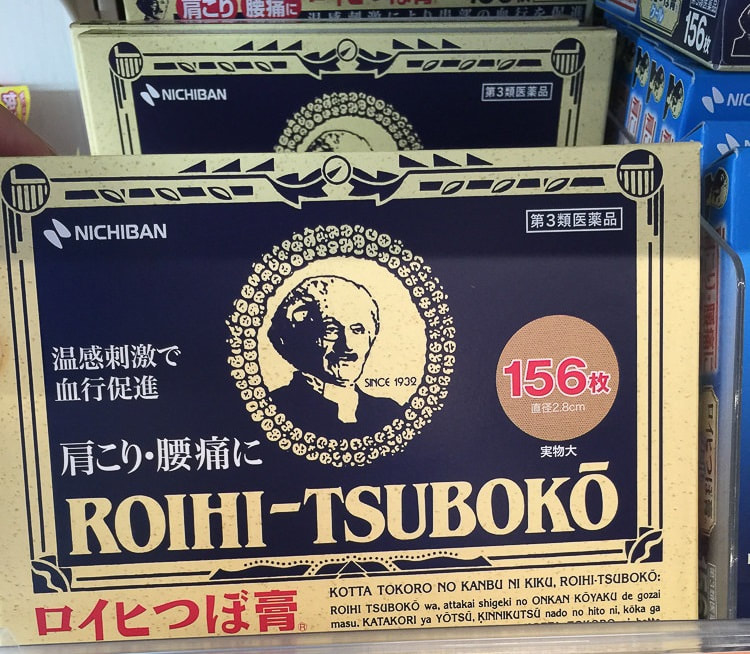 肩こり・腰痛に
156枚
NICHIBAN
第3類医薬品
NICHIBAN
第3類医薬品
温感刺激で
血行促進
SINCE 1932
156枚
直径2.8cm
実物大
肩こり・腰痛に
ROIHI-TSUBOKŌ
ロイヒつぼ膏®
KOTTA TOKORO NO KANBU NI KIKU, ROIHI-TSUBOKŌ:
ROIHI TSUBOKŌ wa, attakai shigeki no ONKAN KŌYAKU de gozai
masu. KATAKORI ya YŌTSŪ, KINNIKUTSŪ nado no hito ni, kōka ga